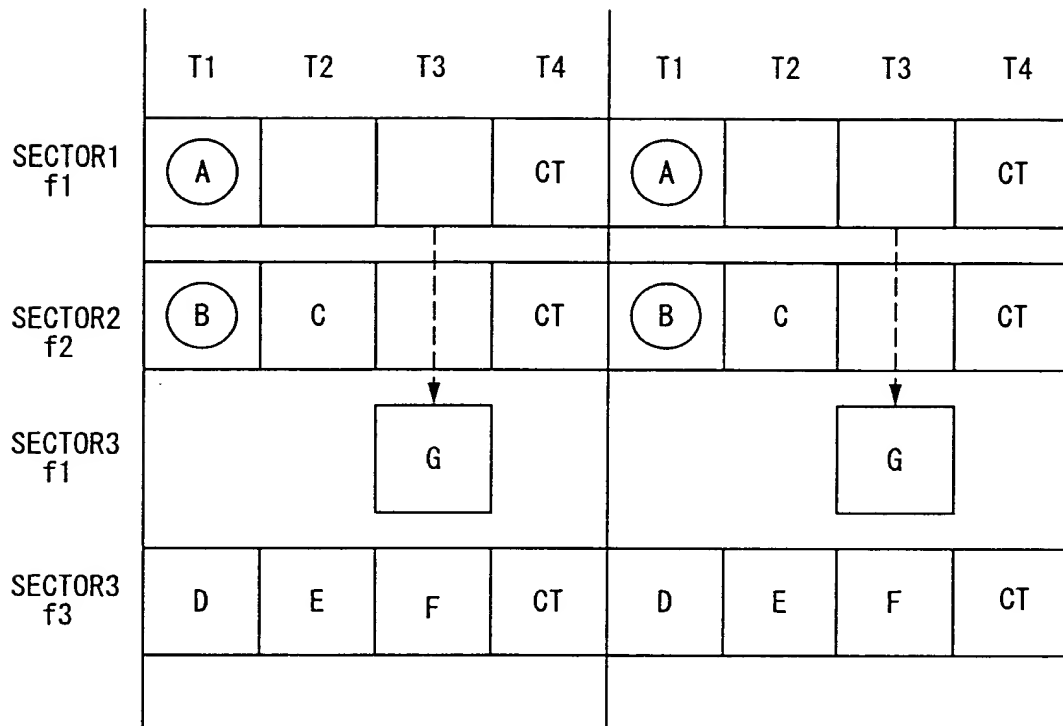 T1 T2 T3 T4 T1 T2 T3 T4
SECTOR1
f1
A CT A CT
SECTOR2
f2
B C CT B C CT
SECTOR3
f1
G G
SECTOR3
f3
D E F CT D E F CT